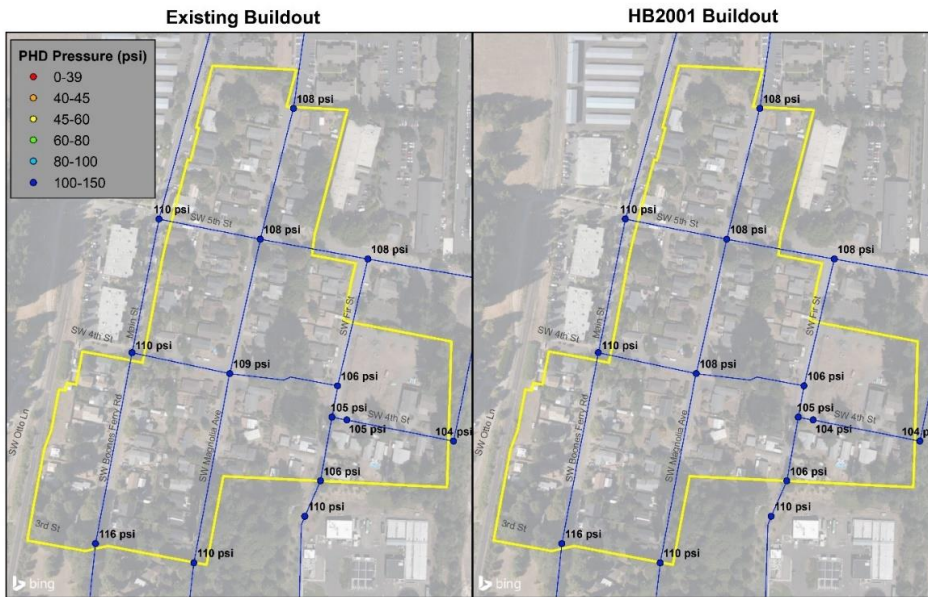 Existing Buildout
HB2001 Buildout
PHD Pressure (psi)
0-39
40-45
45-60
60-80
80-100
100-150
108 psi
110 psi
SW 5th St
108 psi
108 psi
Main St
SW Fir St
SW 4th St
110 psi
109 psi
106 psi
105 psi
SW 4th St
105 psi
104 psi
SW Otto Ln
SW Boones Ferry Rd
SW Magnolia Ave
106 psi
110 psi
3rd St
116 psi
110 psi
bing
108 psi
110 psi
SW 5th St
108 psi
108 psi
Main St
SW Fir St
SW 4th St
110 psi
108 psi
106 psi
105 psi
SW 4th St
104 psi
104 p
SW Otto Ln
SW Boones Ferry Rd
SW Magnolia Ave
106 psi
110 psi
3rd St
116 psi
110 psi
bing